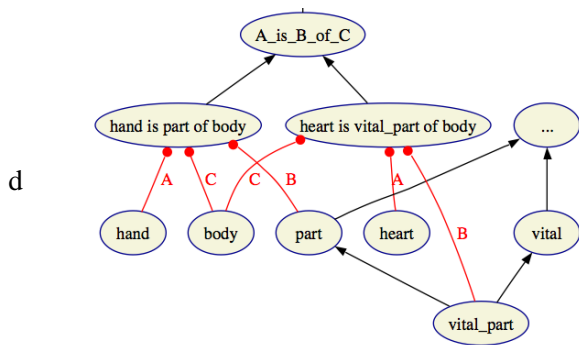 A_is_B_of_C
hand is part of body
heart is vital_part of body
...
A
C
C
B
A
B
d
hand
body
part
heart
vital
vital_part